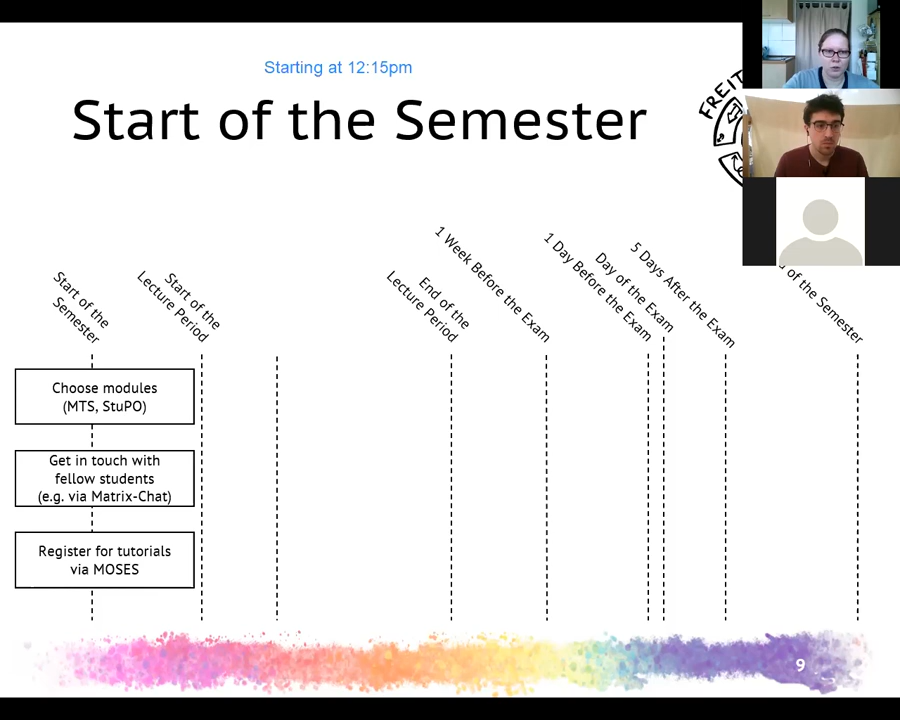 Starting at 12:15pm
Start of the Semester
FREIT
Start of the
Semester
Start of the
Lecture Period
End of the
Lecture Period
1 Week Before the Exam
1 Day Before the Exam
Day of the Exam
5 Days After the Exam
of the Semester
Choose modules
(MTS, StuPO)
Get in touch with
fellow students
(e.g. via Matrix-Chat)
Register for tutorials
via MOSES
9